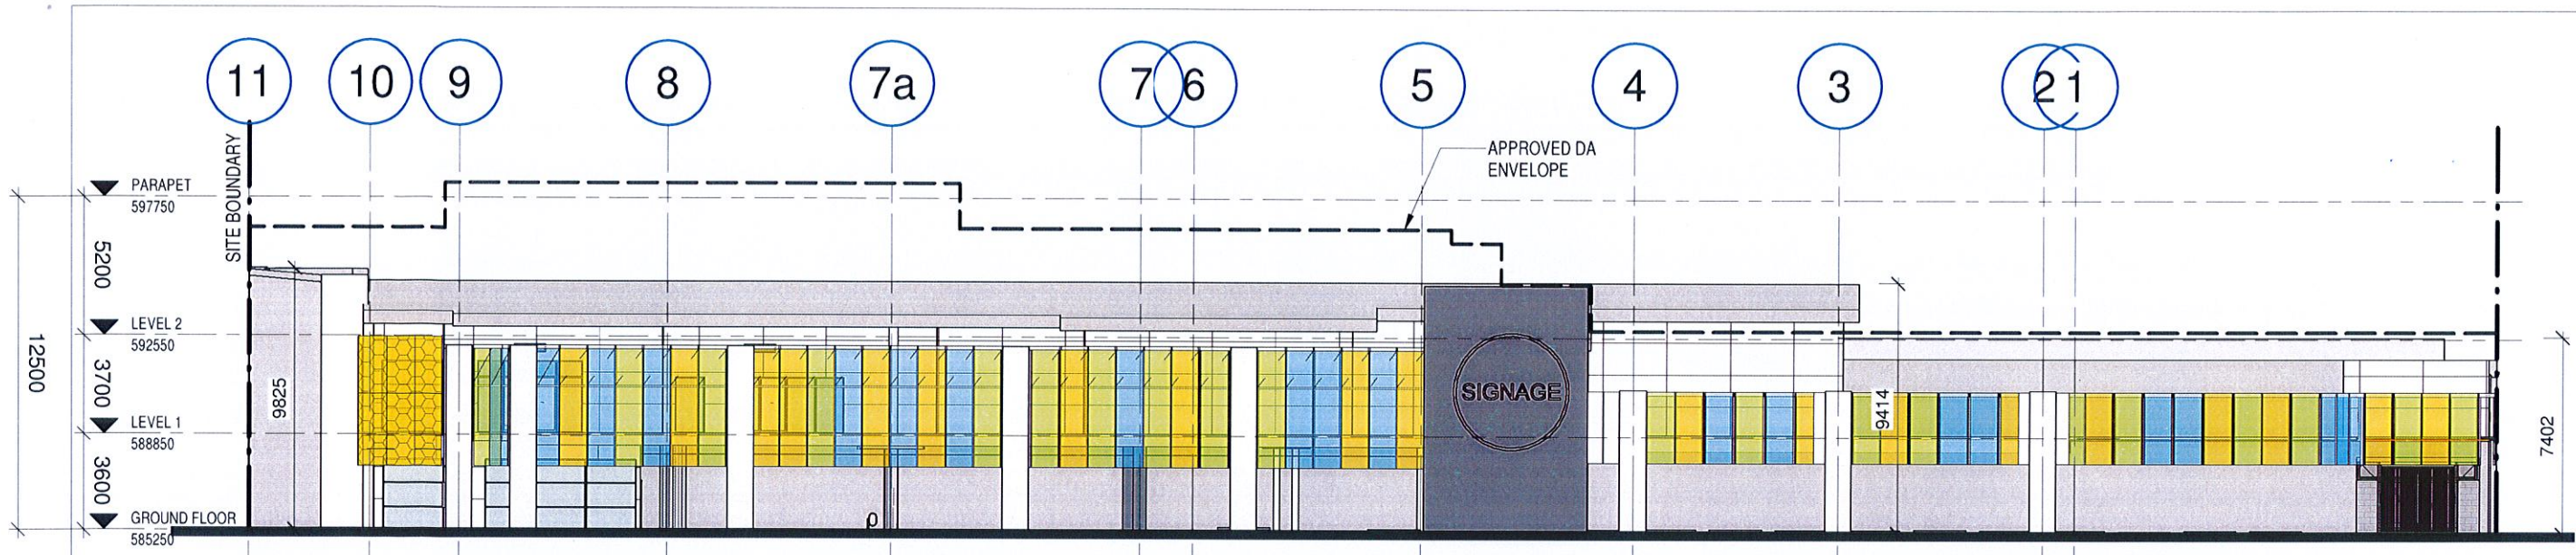 11 10 9 8 7a 7 6 5 4 3 2 1
SITE BOUNDARY
APPROVED DA
ENVELOPE
PARAPET
597750
5200
LEVEL 2
592550
12500
3700
9825
SIGNAGE
9414
LEVEL 1
588850
7402
3600
GROUND FLOOR
585250